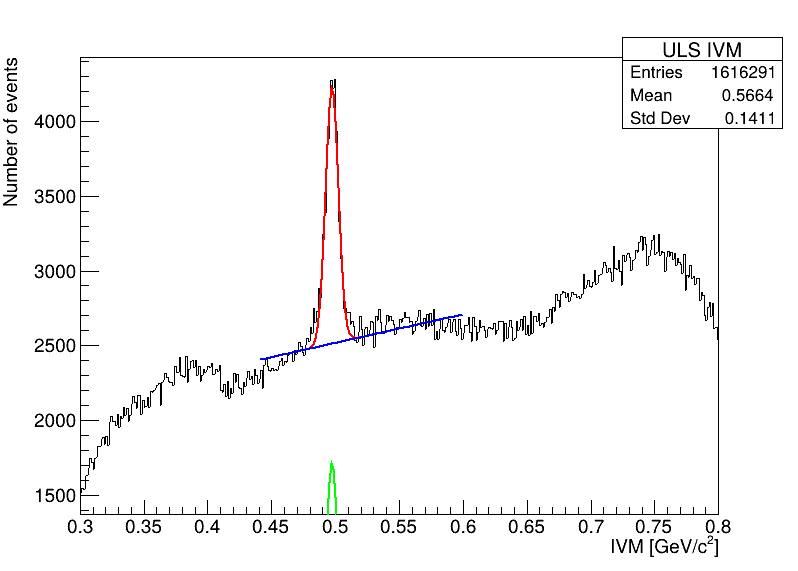 ULS IVM
Entries 1616291
Mean 0.5664
Std Dev 0.1411
Number of events
4000
3500
3000
2500
2000
1500
0.3 0.35 0.4 0.45 0.5 0.55 0.6 0.65 0.7 0.75 0.8
IVM [GeV/c²]